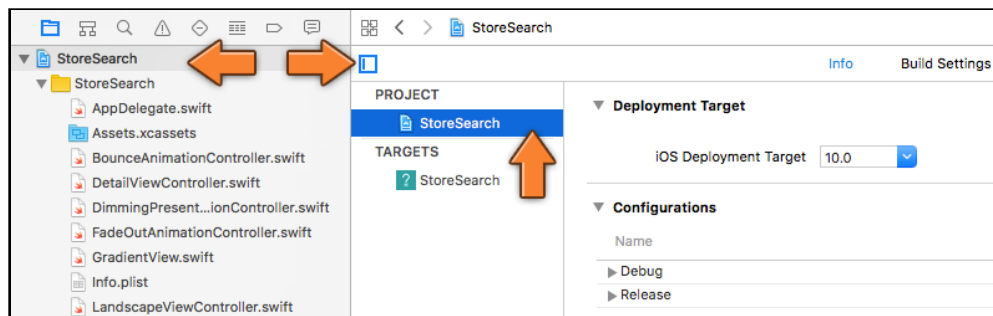 StoreSearch
StoreSearch
StoreSearch
AppDelegate.swift
Assets.xcassets
BounceAnimationController.swift
DetailViewController.swift
DimmingPresent...ionController.swift
FadeOutAnimationController.swift
GradientView.swift
Info.plist
LandscapeViewController.swift
Info Build Settings
PROJECT
StoreSearch
TARGETS
? StoreSearch
Deployment Target
iOS Deployment Target 10.0
Configurations
Name
Debug
Release